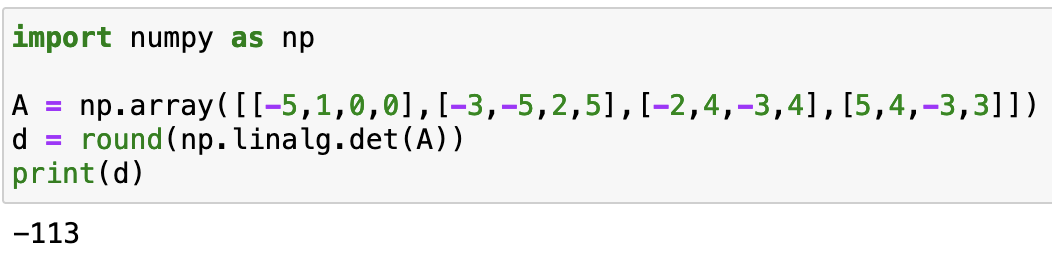 import numpy as np
A = np.array([[-5,1,0,0],[-3,-5,2,5],[-2,4,-3,4],[5,4,-3,3]])
d = round(np.linalg.det(A))
print(d)
-113